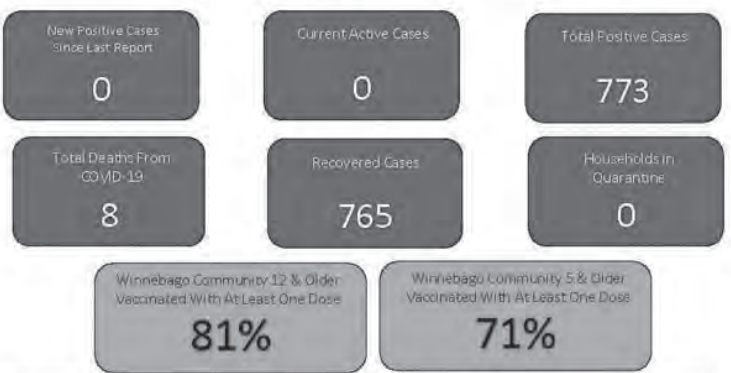 New Positive Cases
Since Last Report
0
Current Active Cases
0
Total Positive Cases
773
Total Deaths From
COVID-19
8
Recovered Cases
765
Households in
Quarantine
0
Winnebago Community 12 & Older
Vaccinated With At Least One Dose
81%
Winnebago Community 5 & Older
Vaccinated With At Least One Dose
71%